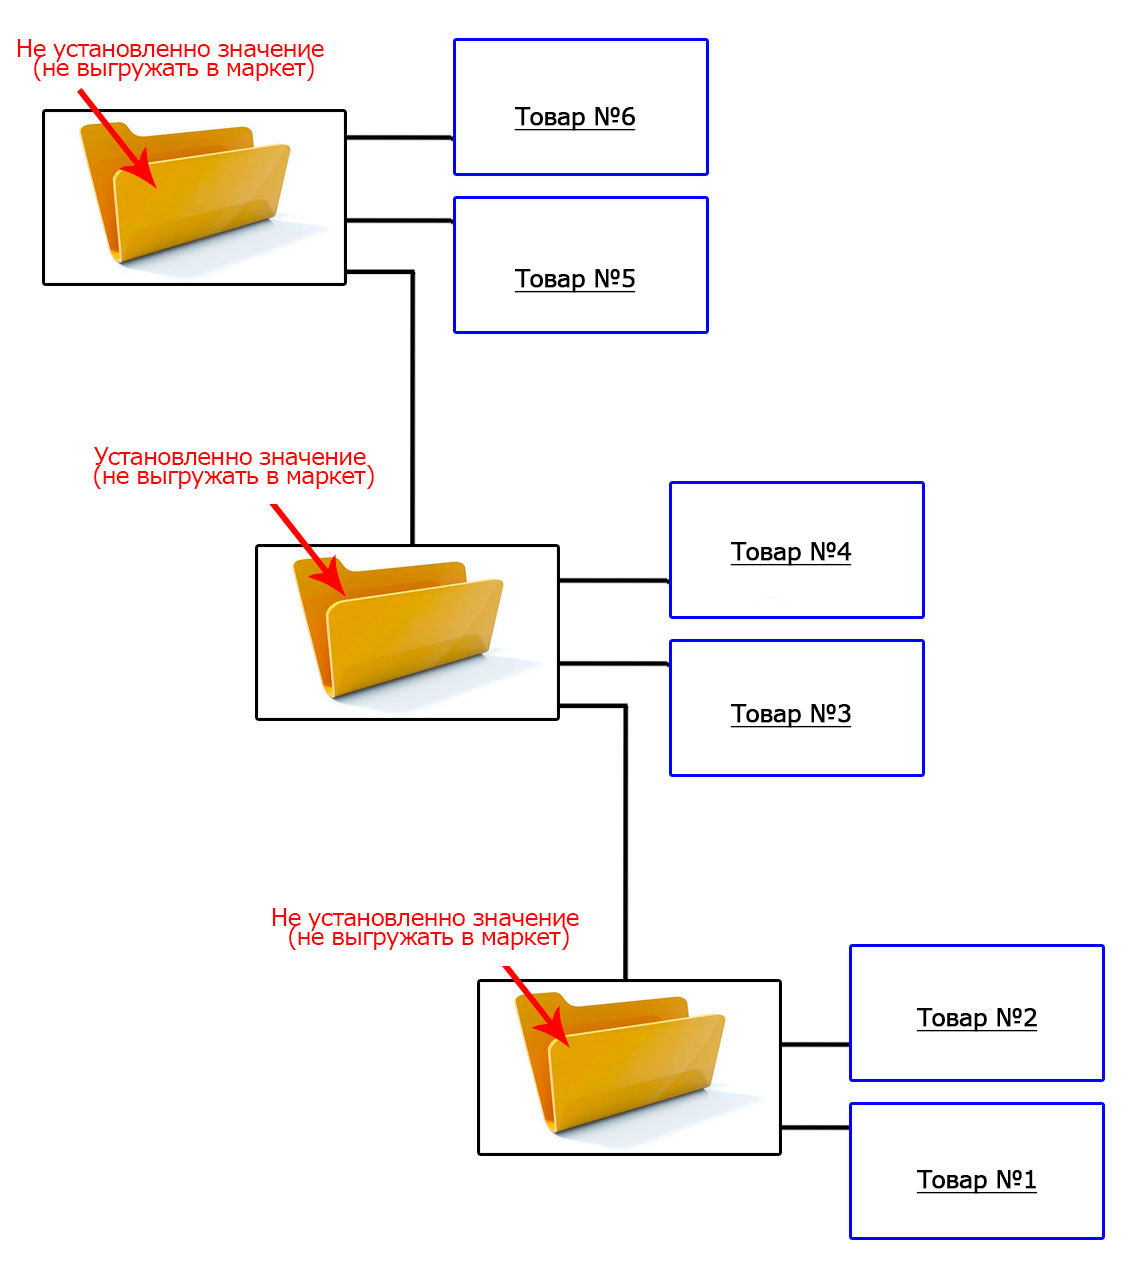 Не установленно значение
(не выгружать в маркет)
Товар №6
Товар №5
Установленно значение
(не выгружать в маркет)
Товар №4
Товар №3
Не установленно значение
(не выгружать в маркет)
Товар №2
Товар №1